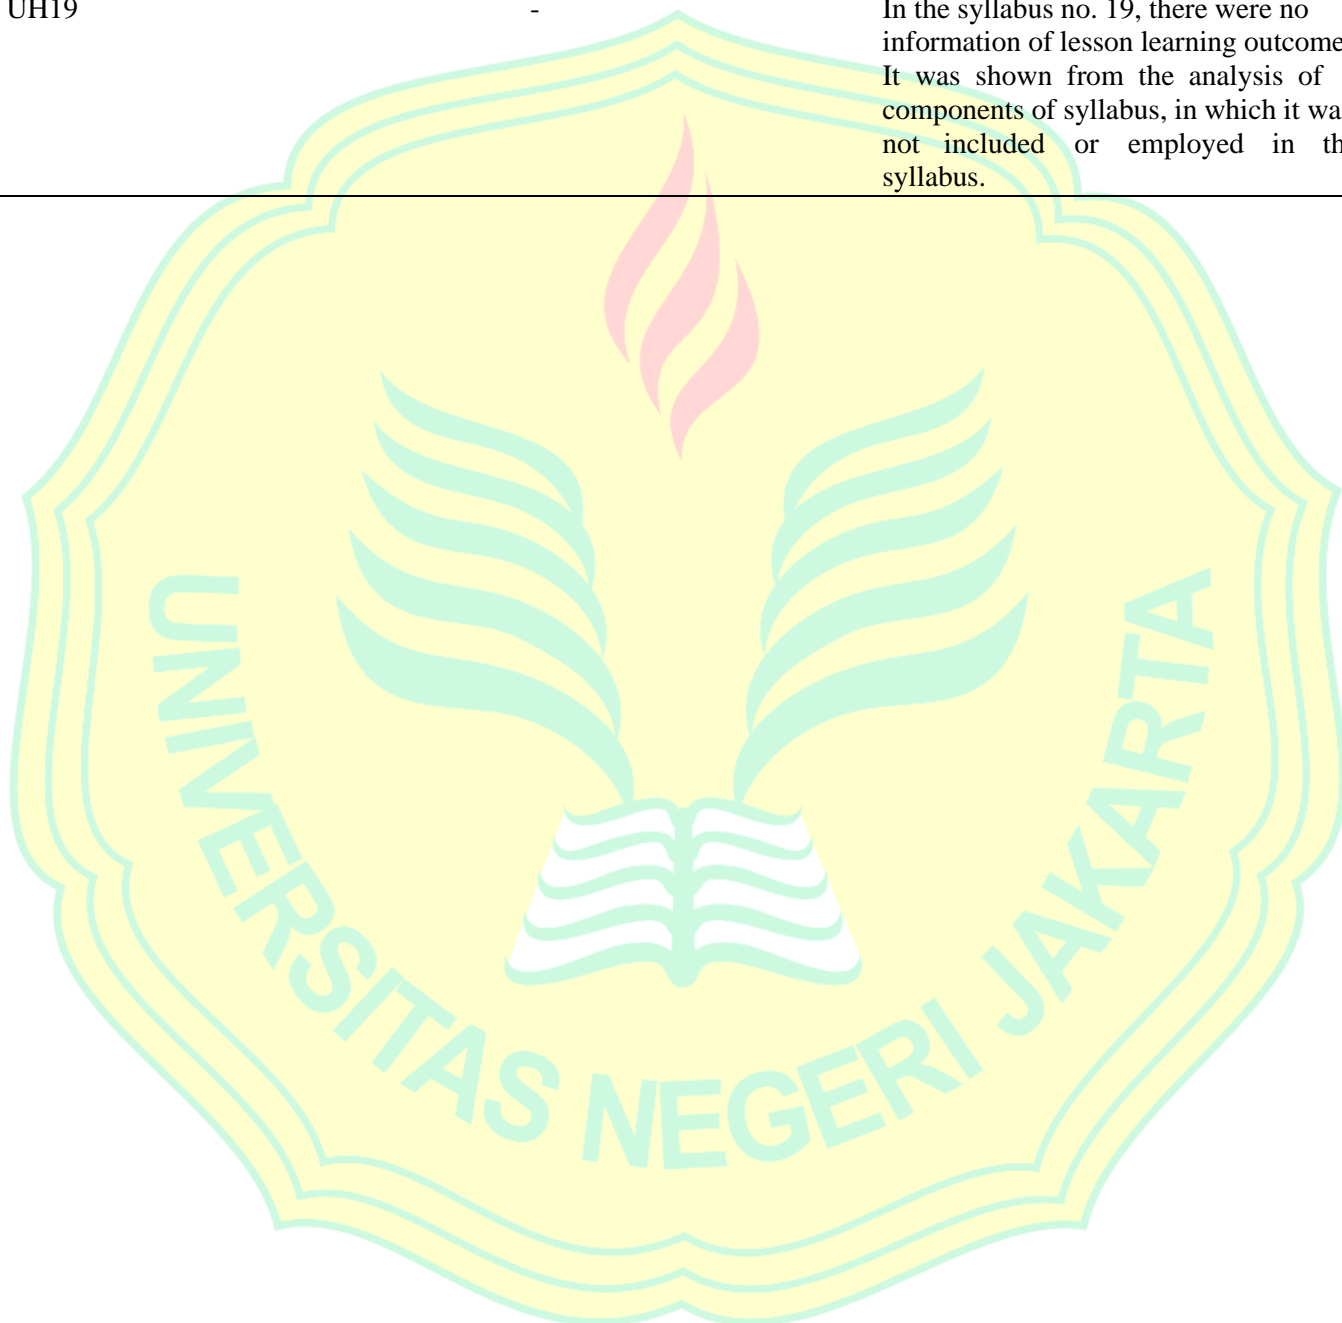 UH19 - In the syllabus no. 19, there were no
information of lesson learning outcome
It was shown from the analysis of
components of syllabus, in which it wa
not included or employed in th
syllabus.
UNIVERSITAS NEGERI JAKARTA